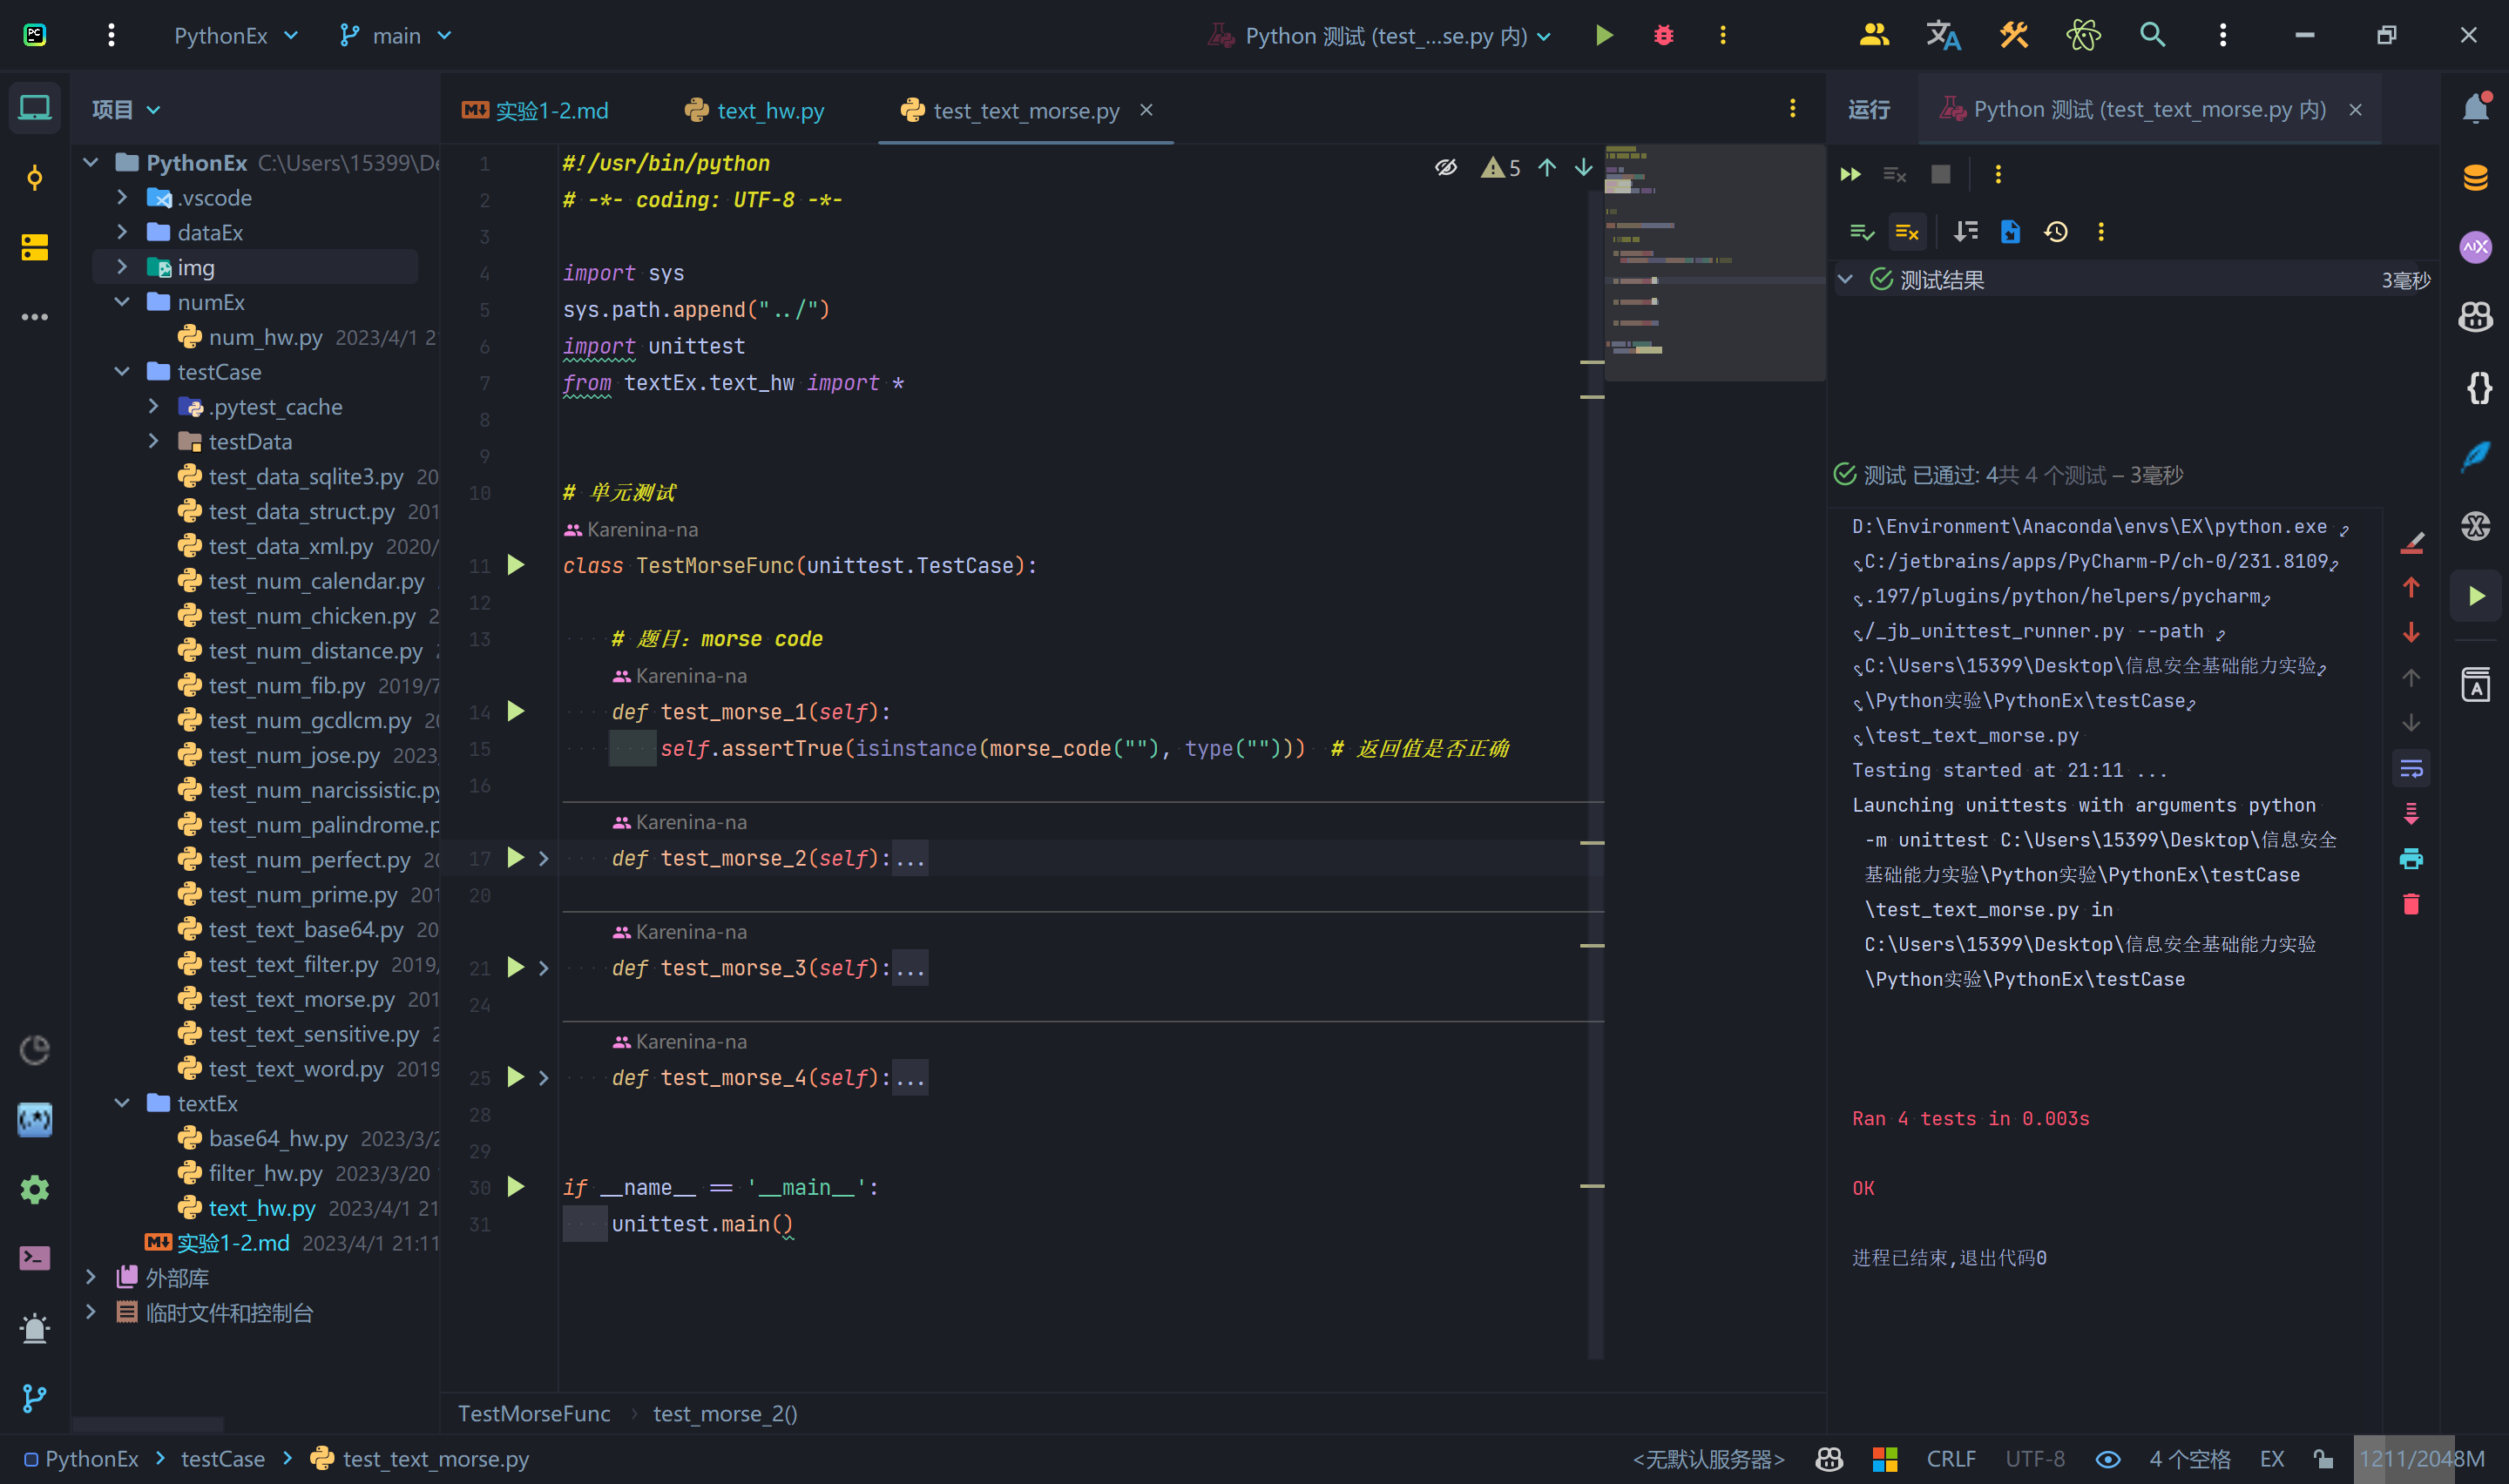 PC
PythonEx
main
Python 测试 (test_...se.py 内)
项目
PythonEx C:\Users\15399\De
.vscode
dataEx
img
numEx
num_hw.py 2023/4/1 2
testCase
.pytest_cache
testData
test_data_sqlite3.py 20
test_data_struct.py 201
test_data_xml.py 2020/
test_num_calendar.py
test_num_chicken.py 2
test_num_distance.py
test_num_fib.py 2019/7
test_num_gcdlcm.py 20
test_num_jose.py 2023,
test_num_narcissistic.py
test_num_palindrome.p
test_num_perfect.py 20
test_num_prime.py 201
test_text_base64.py 20
test_text_filter.py 2019/
test_text_morse.py 201
test_text_sensitive.py 2
test_text_word.py 2019
textEx
base64_hw.py 2023/3/2
filter_hw.py 2023/3/20
text_hw.py 2023/4/1 21
实验1-2.md 2023/4/1 21:11
外部库
临时文件和控制台
实验1-2.md
text_hw.py
test_text_morse.py
5
1 #!/usr/bin/python
2 # -*- coding: UTF-8 -*-
3
4 import sys
5 sys.path.append("../")
6 import unittest
7 from textEx.text_hw import *
8
9
10 # 单元测试
Karenina-na
11 class TestMorseFunc(unittest.TestCase):
12
13 # 题目: morse code
Karenina-na
14 def test_morse_1(self):
15 self.assertTrue(isinstance(morse_code(""), type(""))) # 返回值是否正确
16
Karenina-na
17 def test_morse_2(self):...
20
Karenina-na
21 def test_morse_3(self):...
24
Karenina-na
25 def test_morse_4(self):...
28
29
30 if __name__ == '__main__':
31 unittest.main()
TestMorseFunc
test_morse_2()
运行
Python 测试 (test_text_morse.py 内)
测试结果 3毫秒
测试 已通过: 4共 4 个测试 – 3毫秒
D:\Environment\Anaconda\envs\EX\python.exe
C:/jetbrains/apps/PyCharm-P/ch-0/231.8109
.197/plugins/python/helpers/pycharm
/_jb_unittest_runner.py --path
C:\Users\15399\Desktop\信息安全基础能力实验
\Python实验\PythonEx\testCase
\test_text_morse.py
Testing started at 21:11 ...
Launching unittests with arguments python
-m unittest C:\Users\15399\Desktop\信息安全
基础能力实验\Python实验\PythonEx\testCase
\test_text_morse.py in
C:\Users\15399\Desktop\信息安全基础能力实验
\Python实验\PythonEx\testCase
Ran 4 tests in 0.003s
OK
进程已结束,退出代码0
PythonEx
testCase
test_text_morse.py
<无默认服务器>
CRLF
UTF-8
4 个空格
EX
1211/2048M